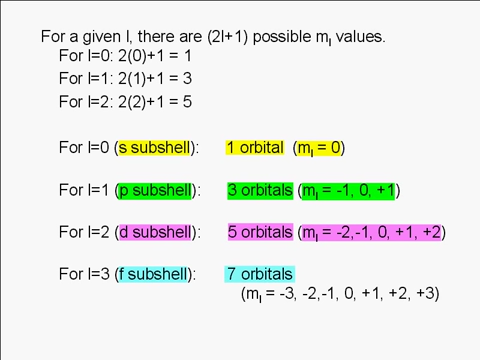 For a given l, there are (2l+1) possible mₗ values.
For l=0: 2(0)+1 = 1
For l=1: 2(1)+1 = 3
For l=2: 2(2)+1 = 5
For l=0 (s subshell): 1 orbital (mₗ = 0)
For l=1 (p subshell): 3 orbitals (mₗ = -1, 0, +1)
For l=2 (d subshell): 5 orbitals (mₗ = -2,-1, 0, +1, +2)
For l=3 (f subshell): 7 orbitals
(mₗ = -3, -2,-1, 0, +1, +2, +3)